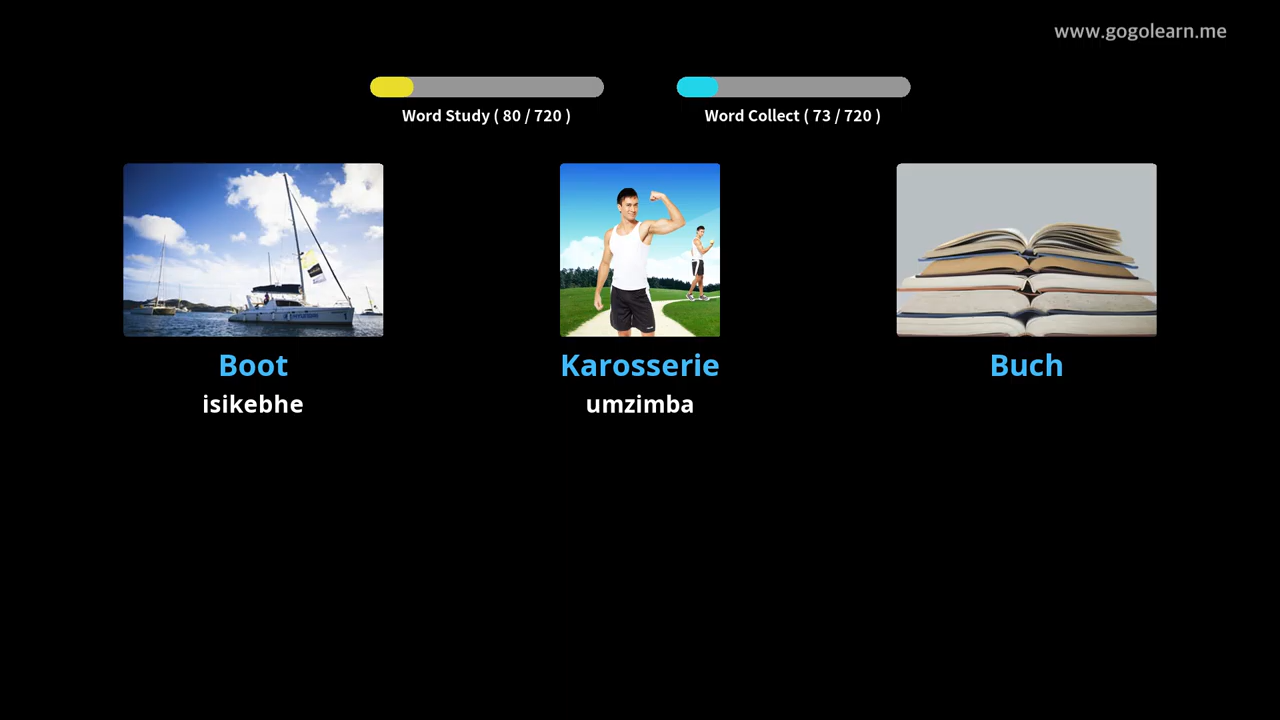 www.gogolearn.me
Word Study ( 80 / 720 )
Word Collect ( 73 / 720 )
Boot
Karosserie
Buch
isikebhe
umzimba